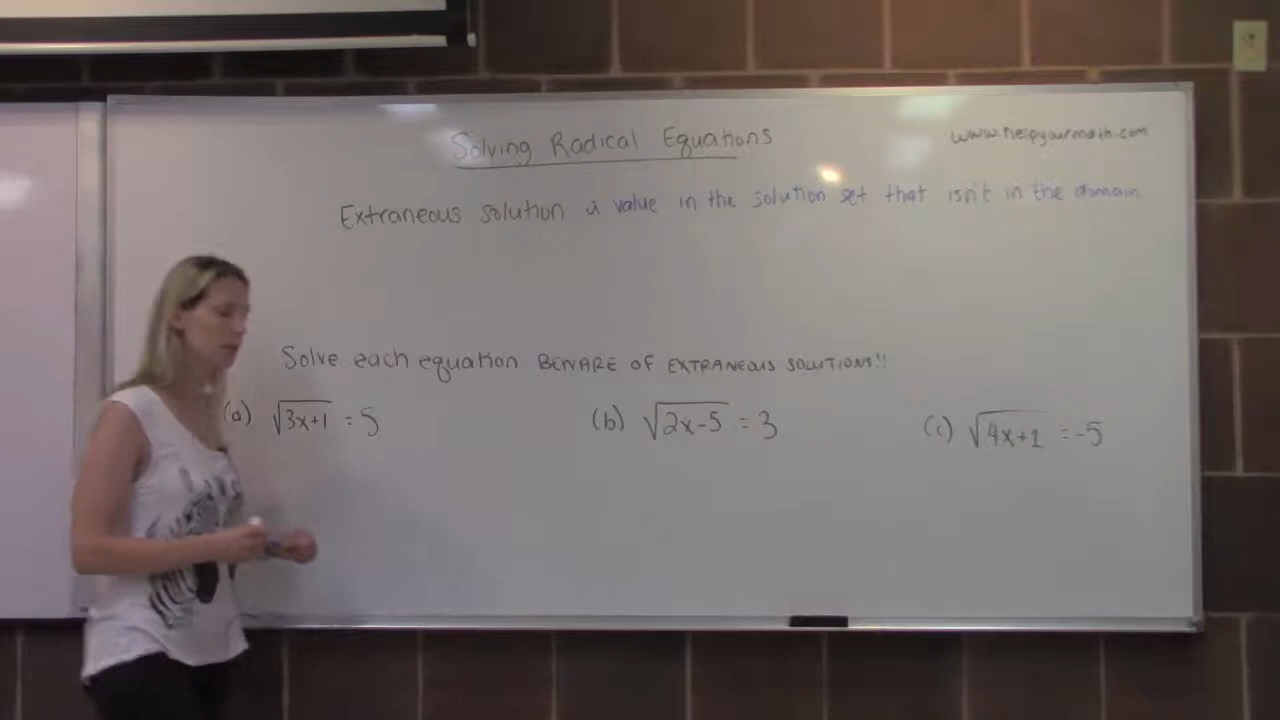 Solving Radical Equations
www.helpyourmath.com
Extraneous solution a value in the solution set that isn't in the domain
Solve each equation BEWARE OF EXTRANEOUS SOLUTIONS!!
(a) √3x+1 = 5
(b) √2x-5 = 3
(c) √4x+1 = -5